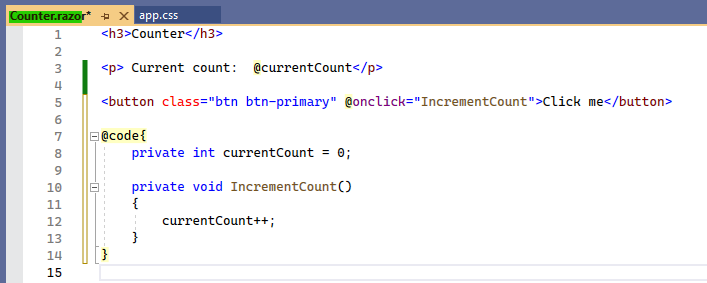 Counter.razor* app.css
1 <h3>Counter</h3>
2
3 <p> Current count:  @currentCount</p>
4
5 <button class="btn btn-primary" @onclick="IncrementCount">Click me</button>
6
7 @code{
8     private int currentCount = 0;
9
10     private void IncrementCount()
11     {
12         currentCount++;
13     }
14 }
15